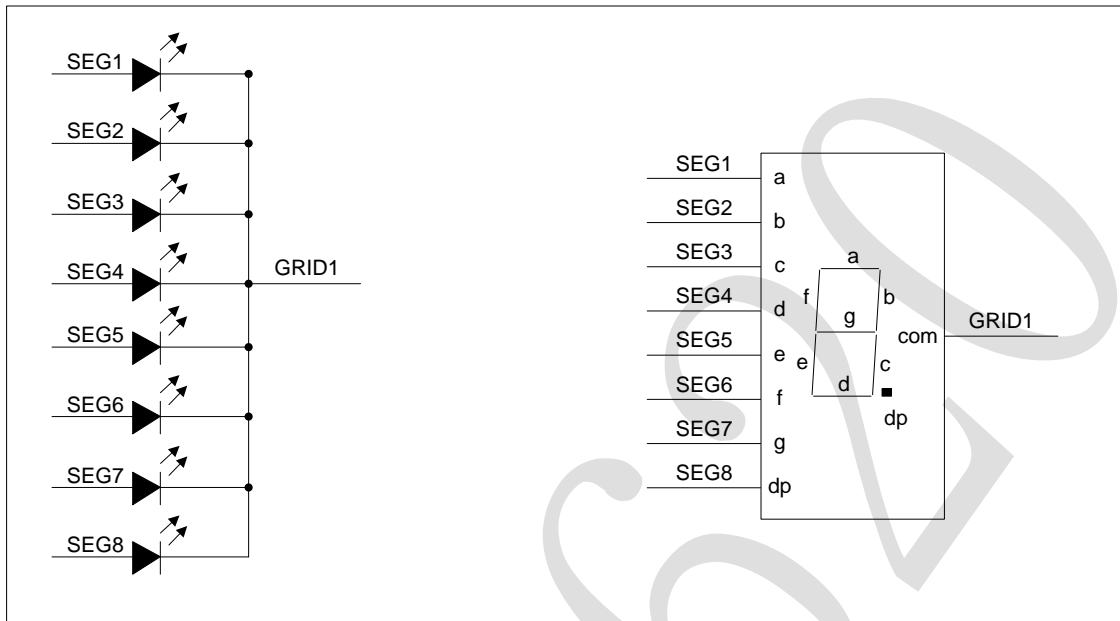 SEG1
SEG2
SEG3
SEG4
SEG5
SEG6
SEG7
SEG8
GRID1
SEG1
SEG2
SEG3
SEG4
SEG5
SEG6
SEG7
SEG8
a
b
c
d
e
f
g
dp
a
f b
g
e c
d
dp
com
GRID1
620